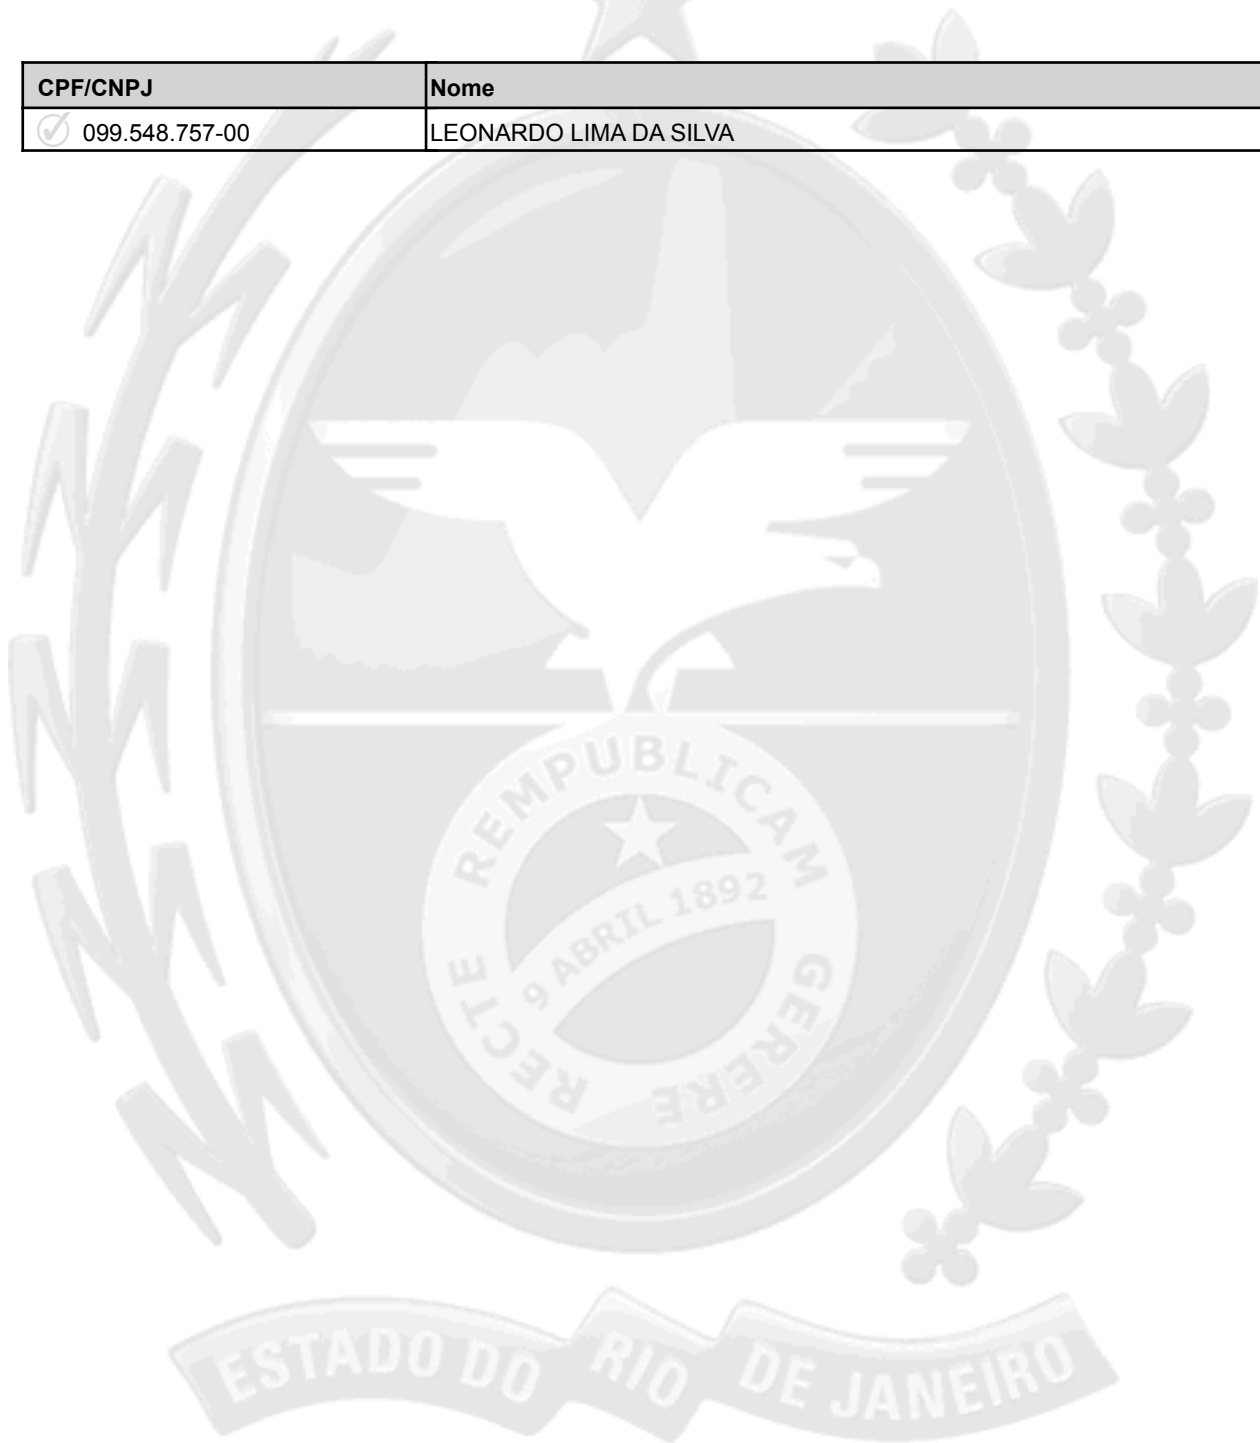 CPF/CNPJ Nome
099.548.757-00 LEONARDO LIMA DA SILVA
REMPUBLICAM
9 ABRIL 1892
RECTE GERERE
ESTADO DO RIO DE JANEIRO